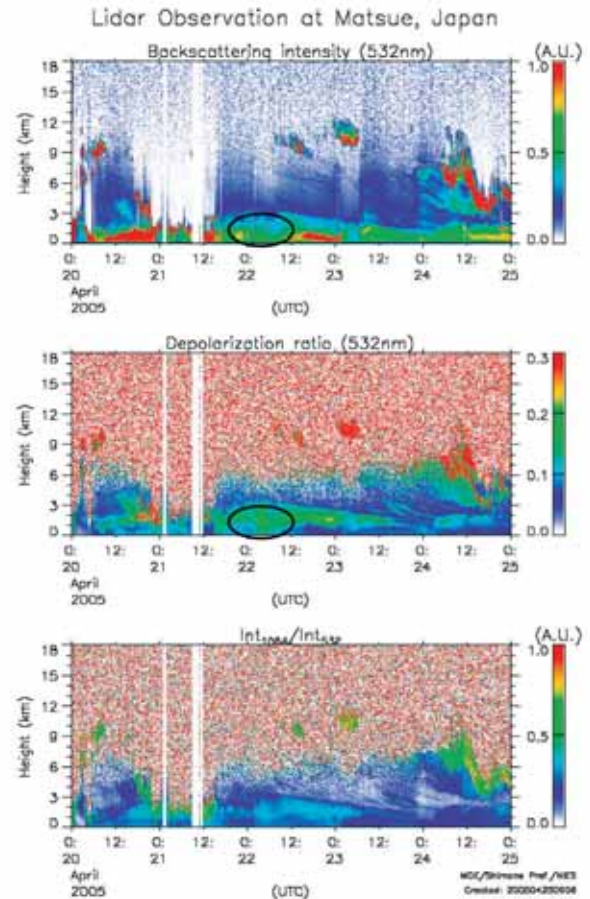 Lidar Observation at Matsue, Japan
Backscattering intensity (532nm)
(A.U.)
Height (km)
18
15
12
9
6
3
0
1.0
0.5
0.0
0: 12: 0: 12: 0: 12: 0: 12: 0: 12: 0:
20 21 22 23 24 25
April
2005
(UTC)
Depolarization ratio (532nm)
Height (km)
18
15
12
9
6
3
0
0.3
0.2
0.1
0.0
0: 12: 0: 12: 0: 12: 0: 12: 0: 12: 0:
20 21 22 23 24 25
April
2005
(UTC)
Int1064/Int532
(A.U.)
Height (km)
18
15
12
9
6
3
0
1.0
0.5
0.0
0: 12: 0: 12: 0: 12: 0: 12: 0: 12: 0:
20 21 22 23 24 25
April
2005
(UTC)
Pref./NIES
Created: